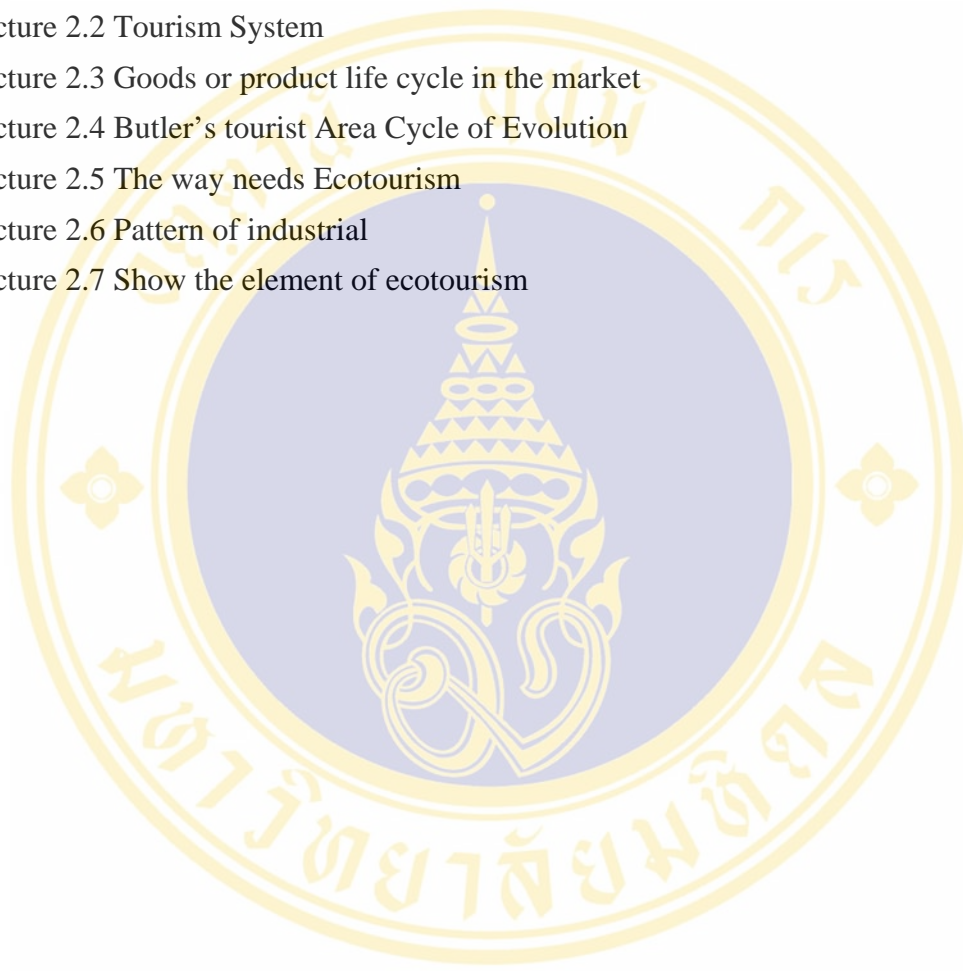 cture 2.2 Tourism System
cture 2.3 Goods or product life cycle in the market
cture 2.4 Butler’s tourist Area Cycle of Evolution
cture 2.5 The way needs Ecotourism
cture 2.6 Pattern of industrial
cture 2.7 Show the element of ecotourism
มหาวิทยาลัยมหิดล